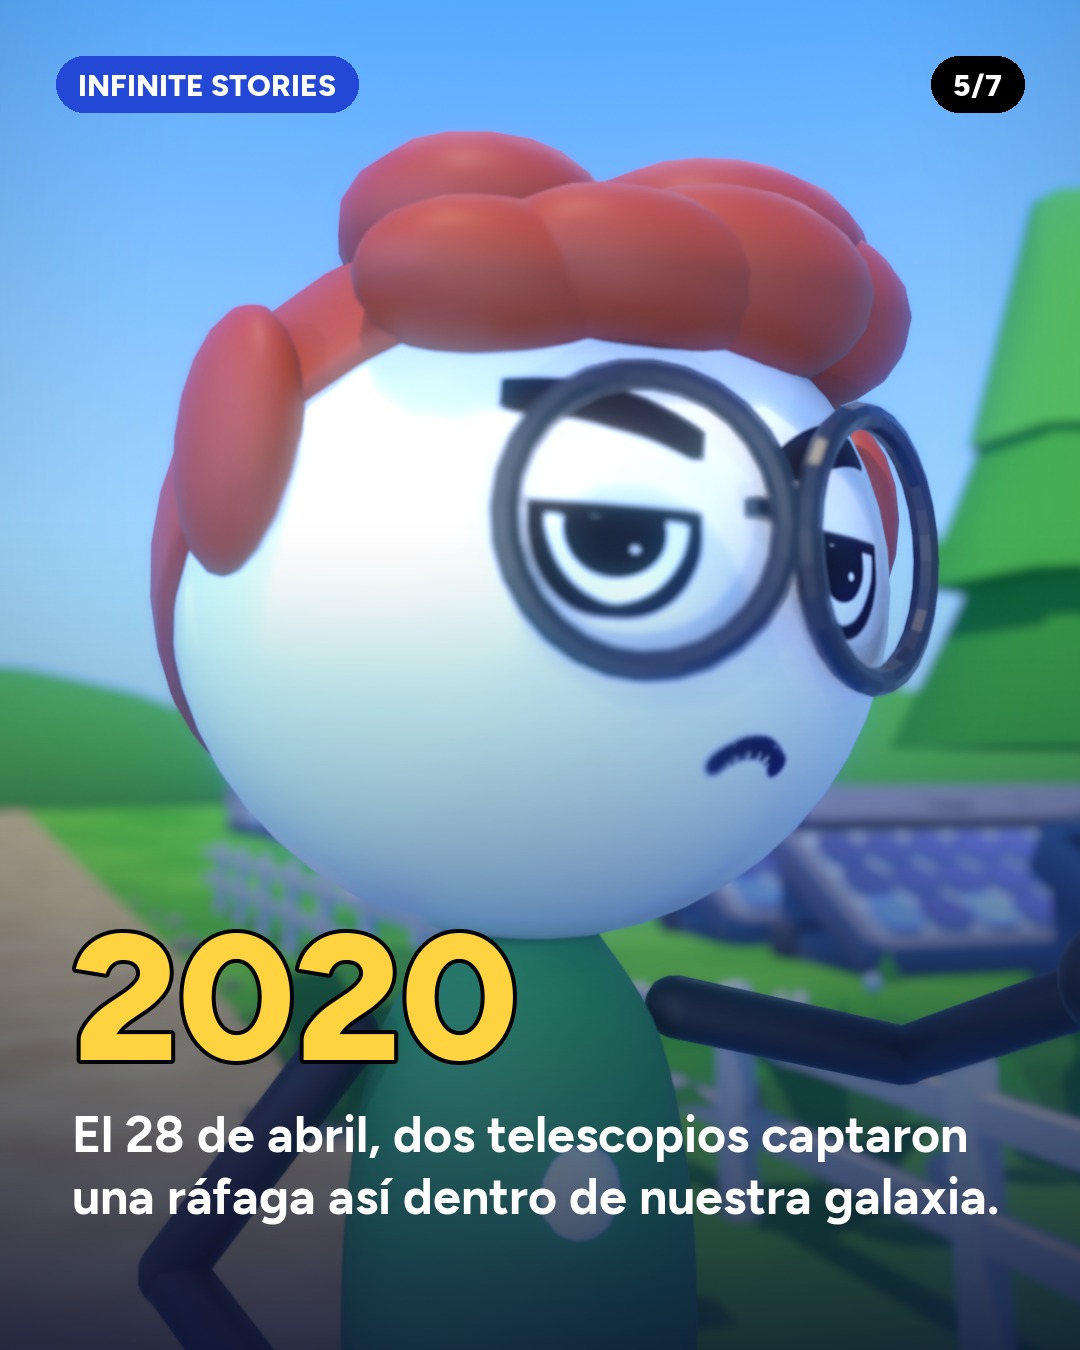 INFINITE STORIES
5/7
2020
El 28 de abril, dos telescopios captaron
una ráfaga así dentro de nuestra galaxia.